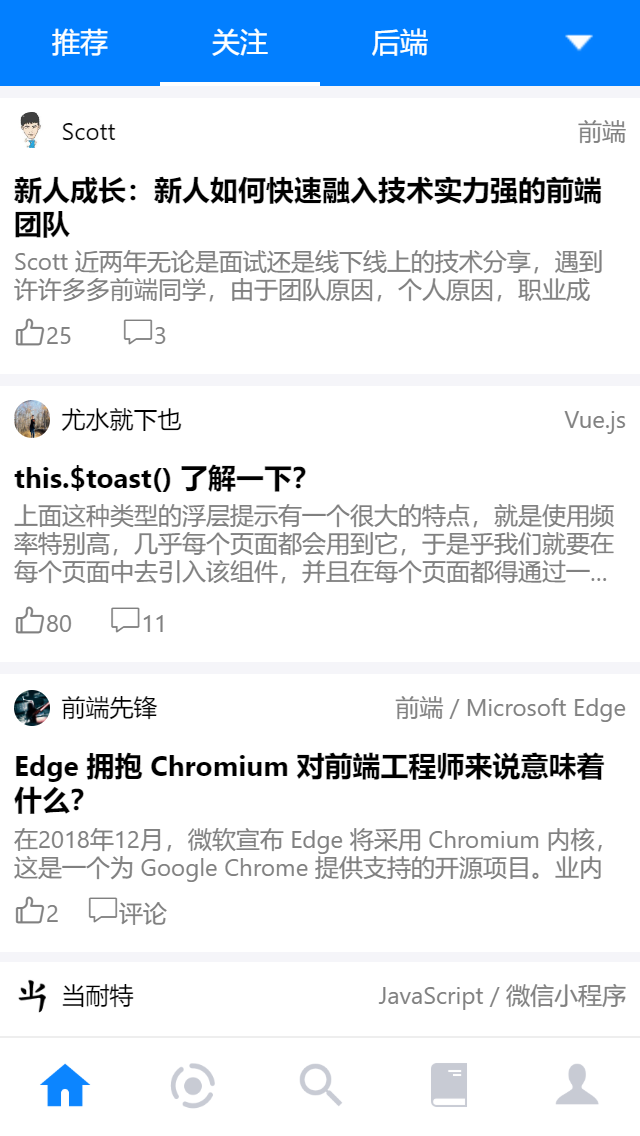 推荐 关注 后端
Scott 前端
新人成长：新人如何快速融入技术实力强的前端
团队
Scott 近两年无论是面试还是线下线上的技术分享，遇到
许许多多前端同学，由于团队原因，个人原因，职业成
25 3
尤水就下也 Vue.js
this.$toast() 了解一下？
上面这种类型的浮层提示有一个很大的特点，就是使用频
率特别高，几乎每个页面都会用到它，于是乎我们就要在
每个页面中去引入该组件，并且在每个页面都得通过一...
80 11
前端先锋 前端 / Microsoft Edge
Edge 拥抱 Chromium 对前端工程师来说意味着
什么？
在2018年12月，微软宣布 Edge 将采用 Chromium 内核，
这是一个为 Google Chrome 提供支持的开源项目。业内
2 评论
当耐特 JavaScript / 微信小程序